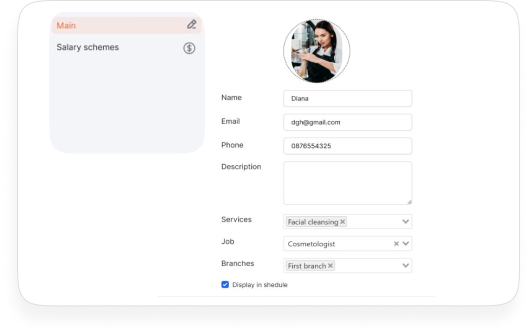 Main
Salary schemes
Name
Diana
Email
dgh@gmail.com
Phone
0876554325
Description
Services
Facial cleansing ×
Job
Cosmetologist
Branches
First branch ×
Display in shedule